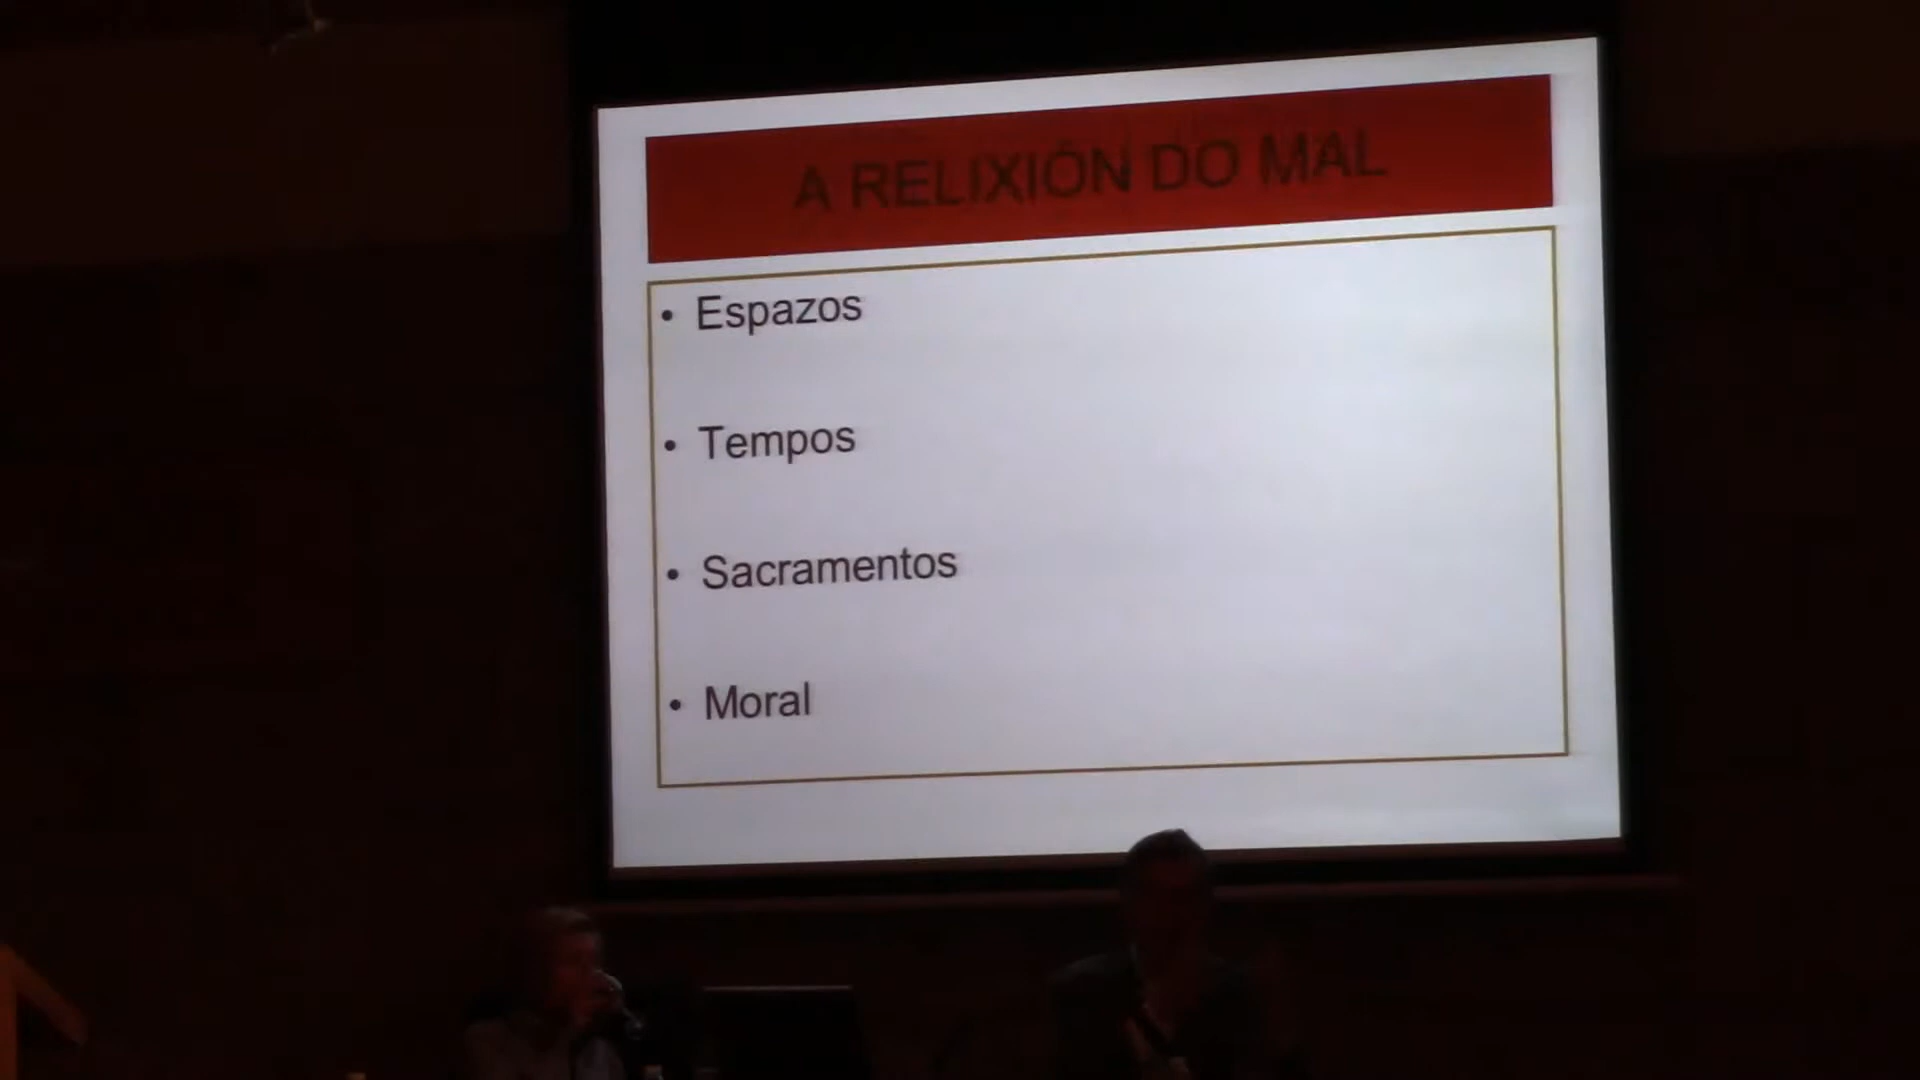 A RELIXIÓN DO MAL
• Espazos
• Tempos
• Sacramentos
• Moral